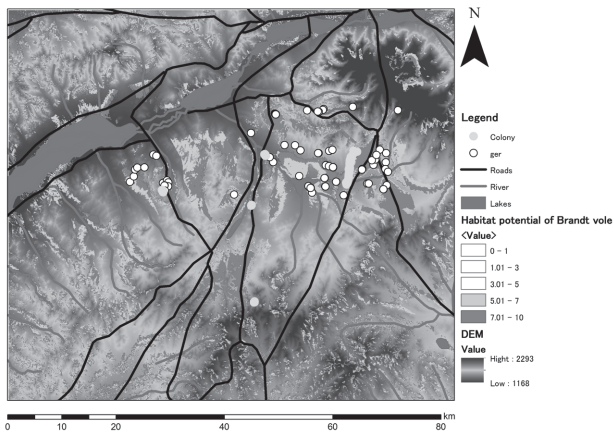 N
Legend
Colony
ger
Roads
River
Lakes
Habitat potential of Brandt vole
<Value>
0 - 1
1.01 - 3
3.01 - 5
5.01 - 7
7.01 - 10
DEM
Value
Hight : 2293
Low : 1168
km
0 10 20 40 60 80